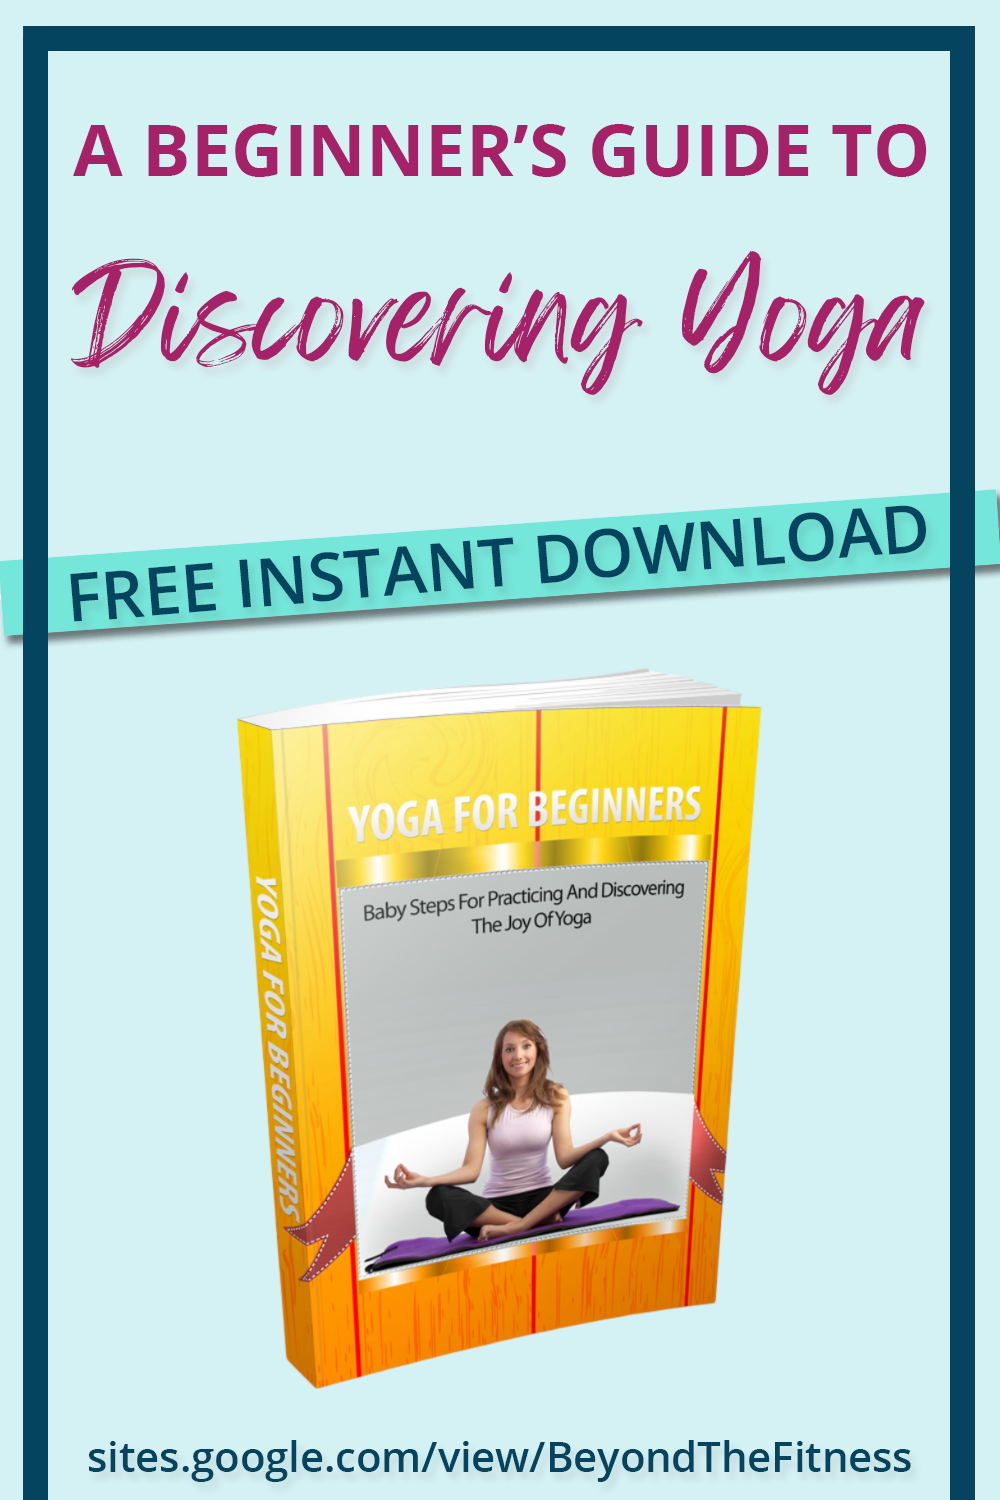 A BEGINNER’S GUIDE TO
Discovering Yoga
FREE INSTANT DOWNLOAD
YOGA FOR BEGINNERS
Baby Steps For Practicing And Discovering
The Joy Of Yoga
YOGA FOR BEGINNERS
sites.google.com/view/BeyondTheFitness